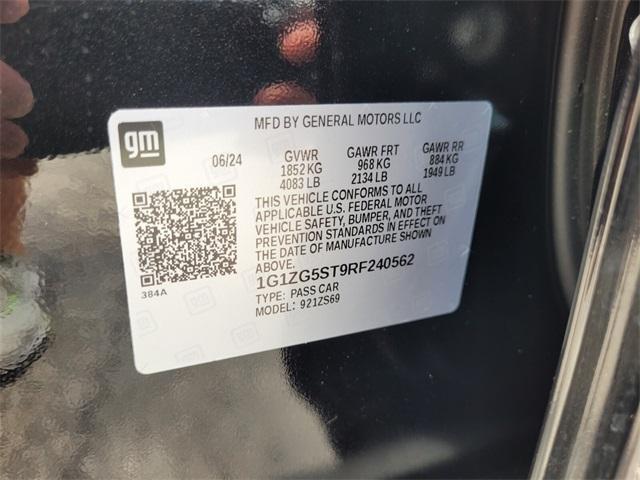 gm
MFD BY GENERAL MOTORS LLC
06/24 GVWR GAWR FRT GAWR RR
1852 KG 968 KG 884 KG
4083 LB 2134 LB 1949 LB
THIS VEHICLE CONFORMS TO ALL
APPLICABLE U.S. FEDERAL MOTOR
VEHICLE SAFETY, BUMPER, AND THEFT
PREVENTION STANDARDS IN EFFECT ON
THE DATE OF MANUFACTURE SHOWN
ABOVE.
1G1ZG5ST9RF240562
384A
TYPE: PASS CAR
MODEL: 921ZS69